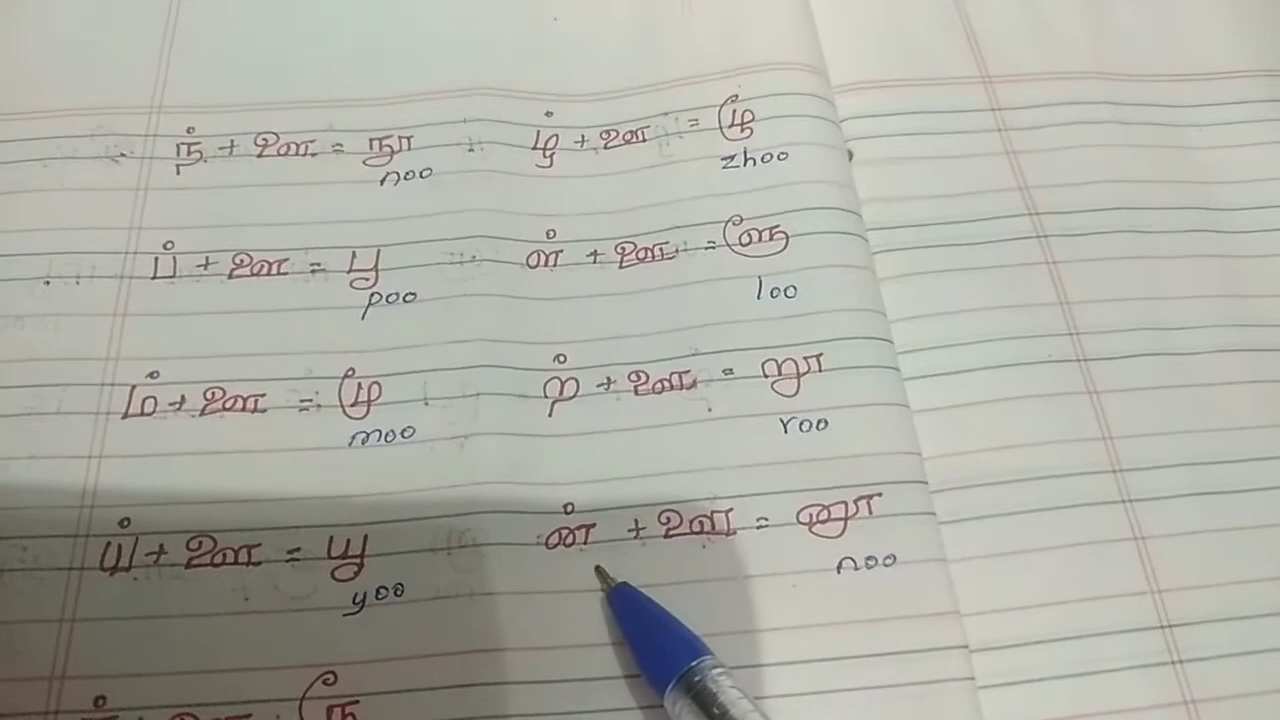 ந் + ஊ = நூ ழ் + ஊ = ழூ
noo zhoo
ப் + ஊ = பூ ள் + ஊ = ளூ
poo loo
ம் + ஊ = மூ ற் + ஊ = றூ
moo roo
ய் + ஊ = யூ ன் + ஊ = னூ
yoo noo